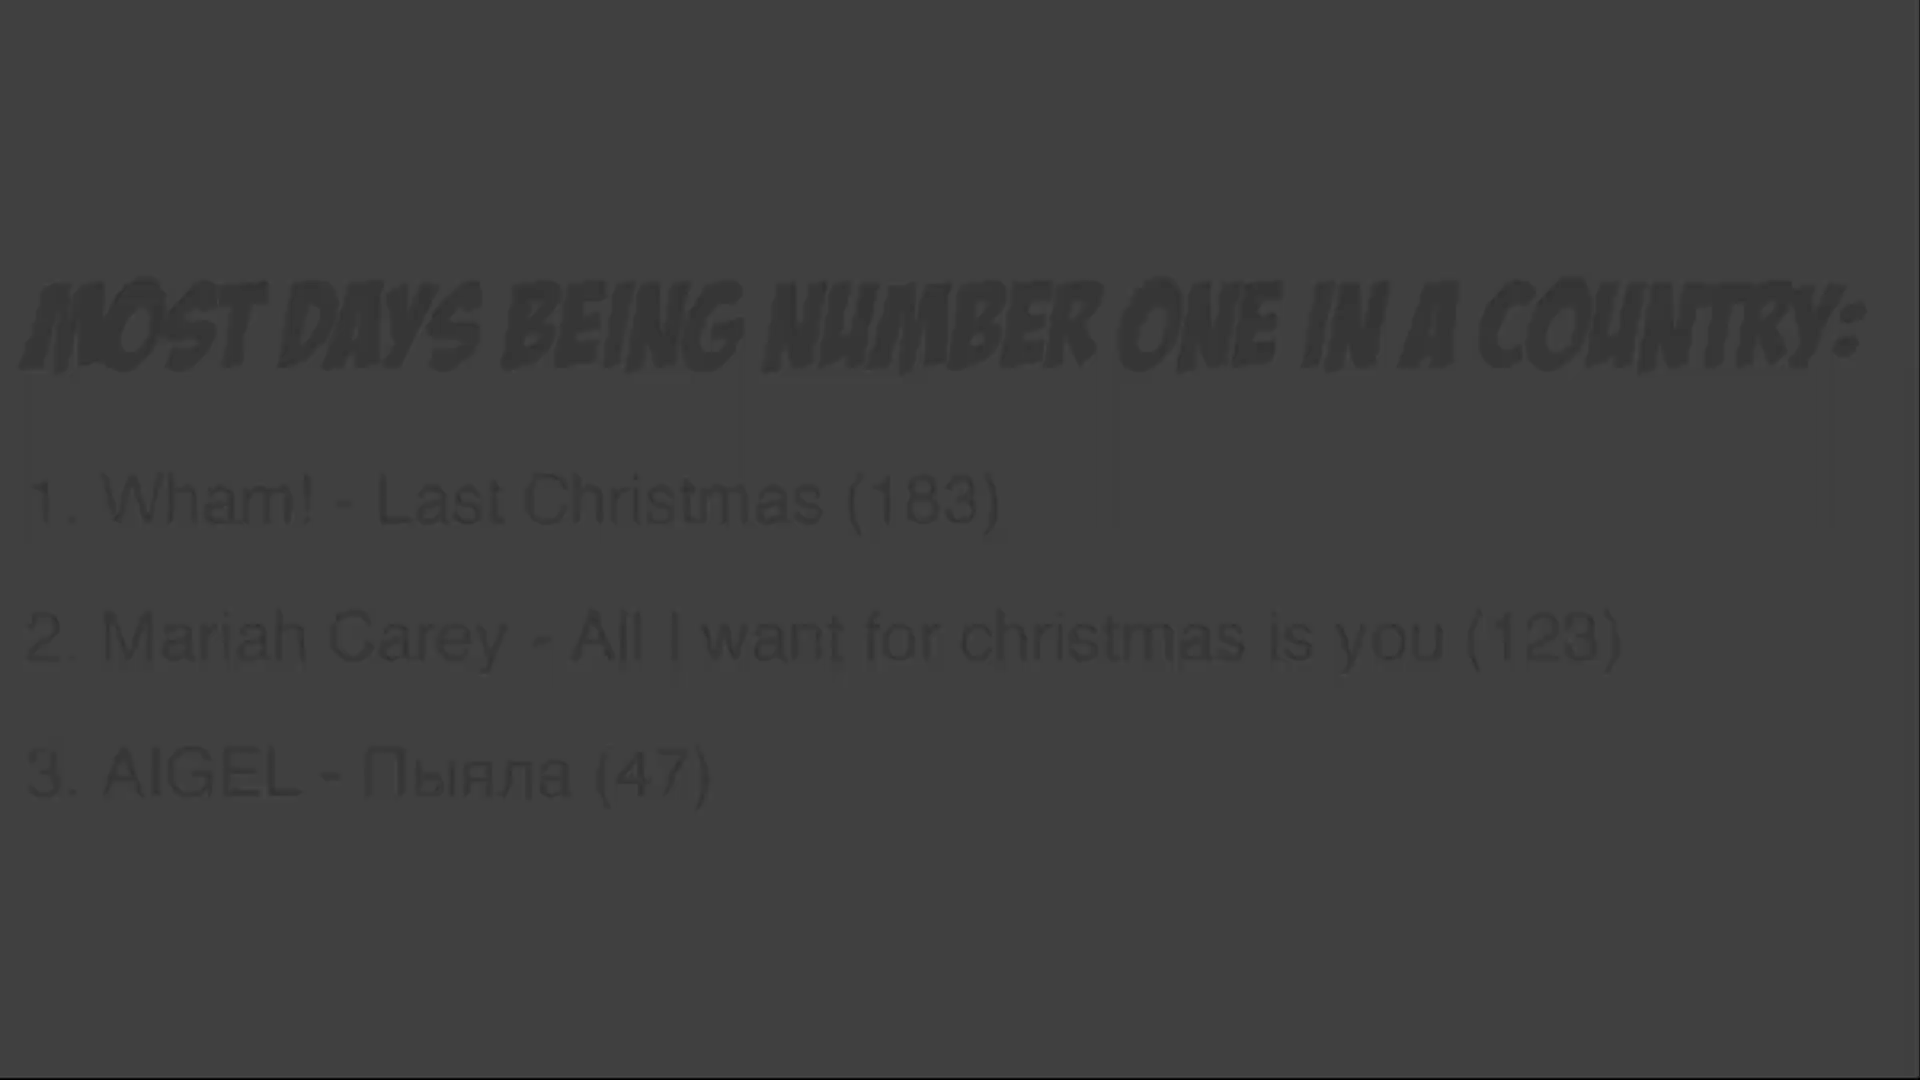 MOST DAYS BEING NUMBER ONE IN A COUNTRY:
1. Wham! - Last Christmas (183)
2. Mariah Carey - All I want for christmas is you (123)
3. AIGEL - Пыяла (47)